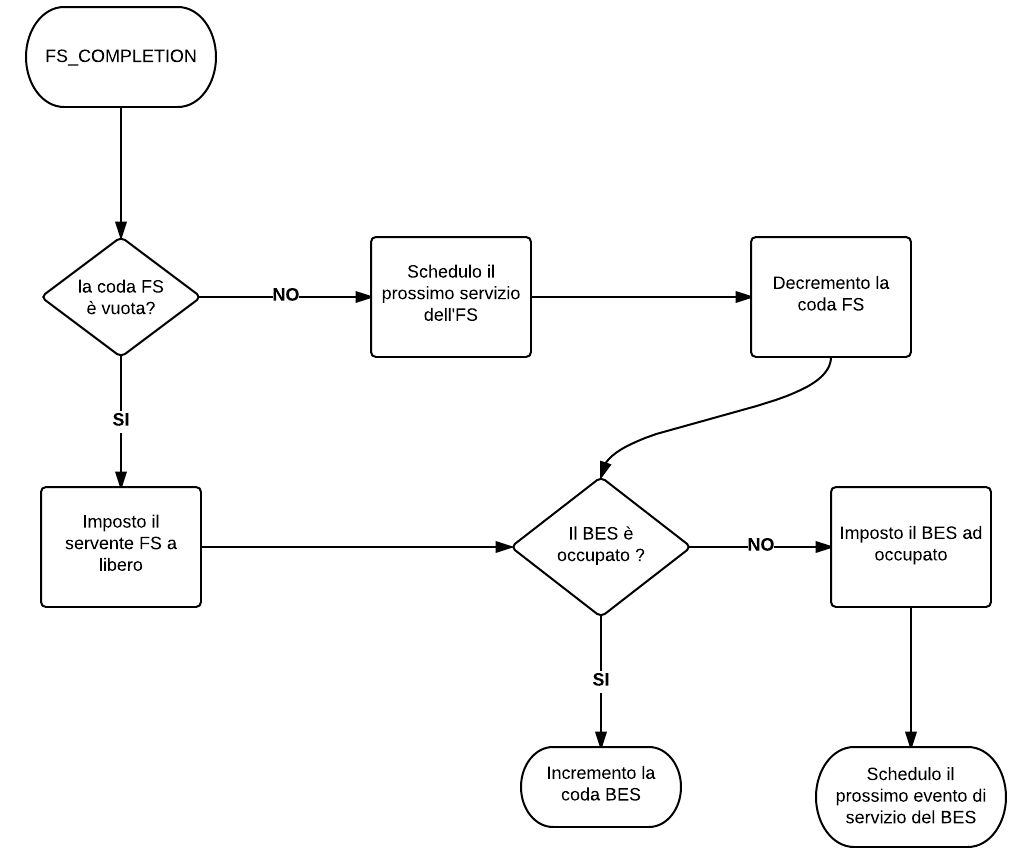 FS_COMPLETION
la coda FS
è vuota?
NO
Schedulo il
prossimo servizio
dell'FS
Decremento la
coda FS
SI
Imposto il
servente FS a
libero
Il BES è
occupato ?
NO
Imposto il BES ad
occupato
SI
Incremento la
coda BES
Schedulo il
prossimo evento di
servizio del BES